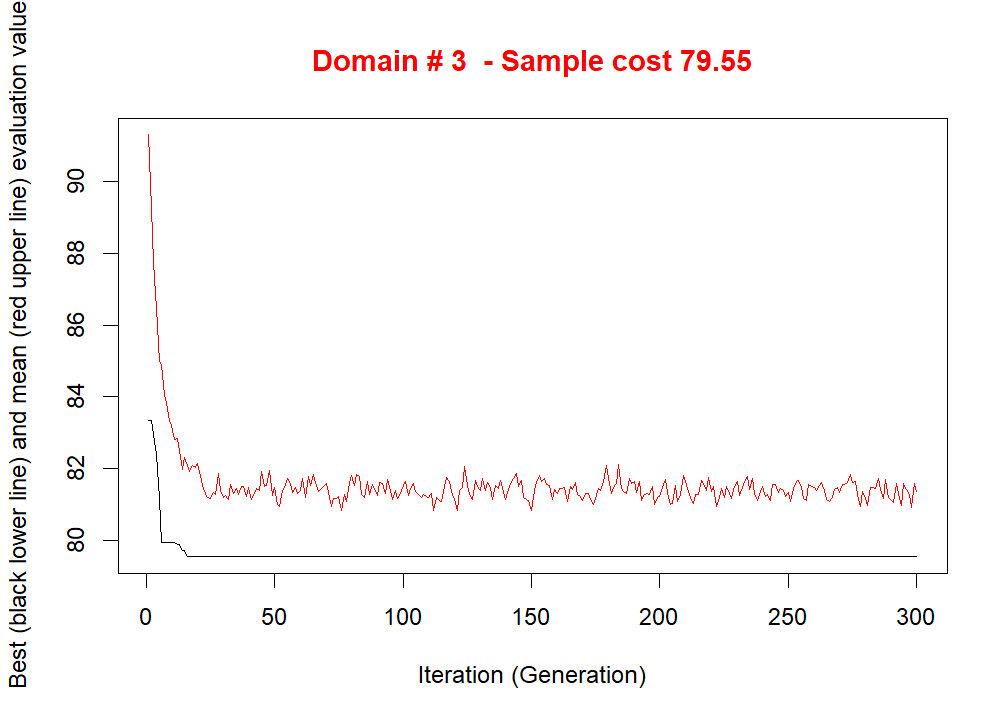 Domain # 3  - Sample cost 79.55
Best (black lower line) and mean (red upper line) evaluation value
90
88
86
84
82
80
0 50 100 150 200 250 300
Iteration (Generation)